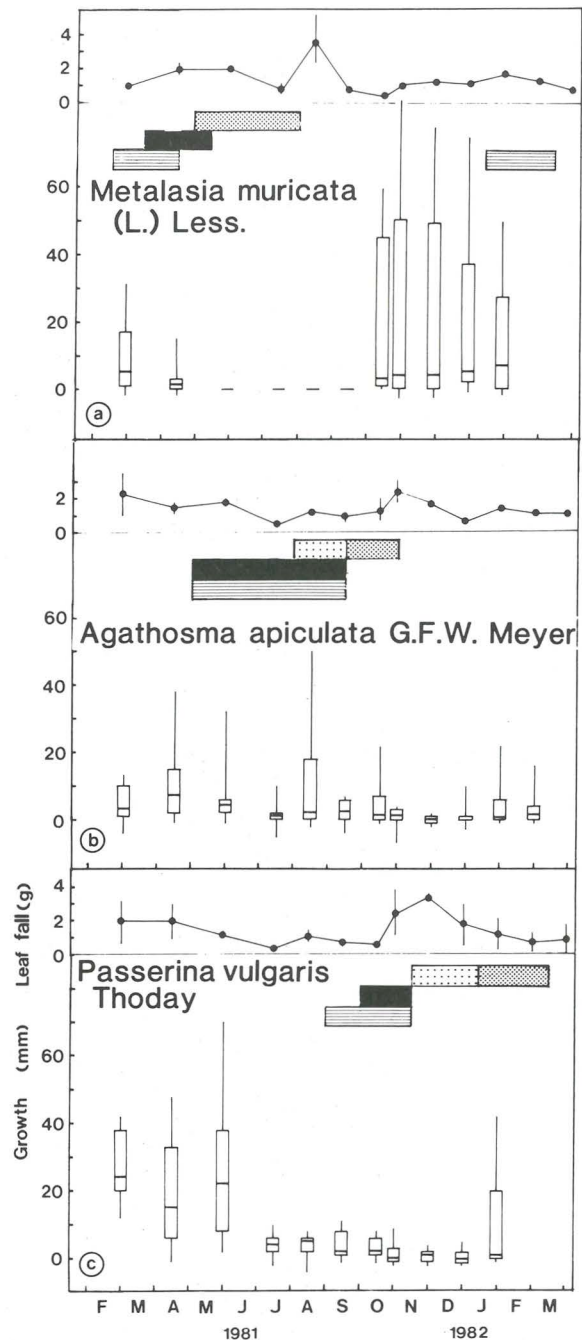 4
2
0
Metalasia muricata
(L.) Less.
60
40
20
0
a
2
0
Agathosma apiculata G.F.W. Meyer
60
40
20
0
b
4
2
0
Leaf fall (g)
Passerina vulgaris
Thoday
60
40
20
0
Growth (mm)
c
F M A M J J A S O N D J F M
1981 1982